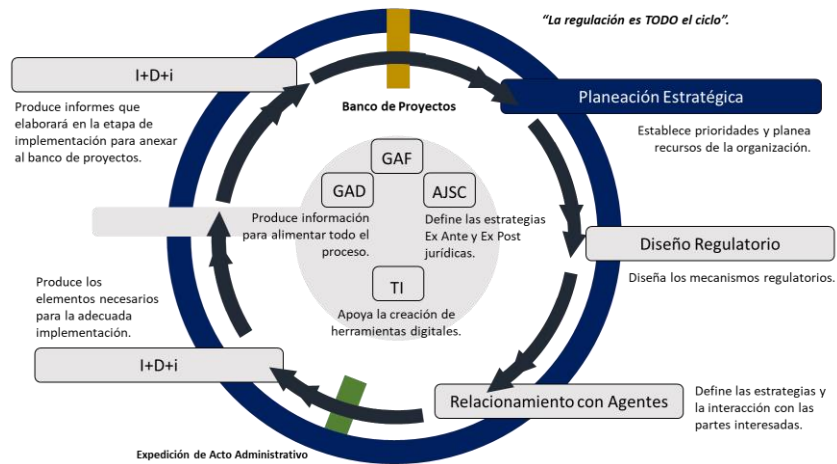 “La regulación es TODO el ciclo”.
I+D+i
Produce informes que
elaborará en la etapa de
implementación para anexar
al banco de proyectos.
Banco de Proyectos
Planeación Estratégica
Establece prioridades y planea
recursos de la organización.
GAF
GAD
AJSC
Produce información
para alimentar todo el
proceso.
Define las estrategias
Ex Ante y Ex Post
jurídicas.
TI
Apoya la creación de
herramientas digitales.
Diseño Regulatorio
Diseña los mecanismos regulatorios.
Produce los
elementos necesarios
para la adecuada
implementación.
I+D+i
Relacionamiento con Agentes
Define las estrategias y
la interacción con las
partes interesadas.
Expedición de Acto Administrativo